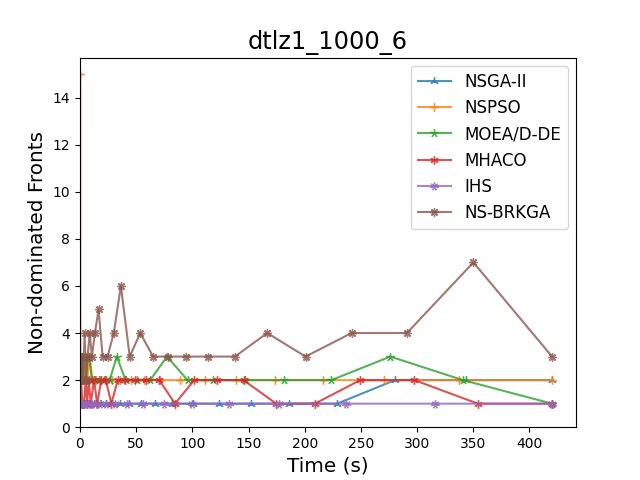 dtlz1_1000_6
Non-dominated Fronts
14
12
10
8
6
4
2
0
0 50 100 150 200 250 300 350 400
Time (s)
NSGA-II
NSPSO
MOEA/D-DE
MHACO
IHS
NS-BRKGA